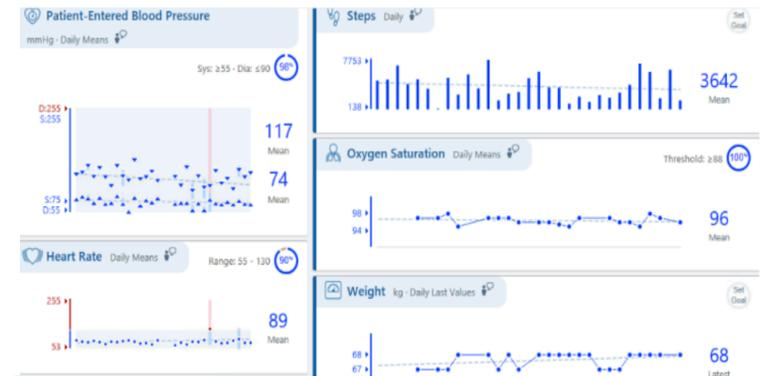 Patient-Entered Blood Pressure
mmHg · Daily Means
Sys: ≥55 - Dia: ≤90 98%
D:255
S:255
117
Mean
74
Mean
S:75
D:55
Heart Rate Daily Means
Range: 55 - 130 90%
255
89
Mean
53
Steps Daily
Set
Goal
7753
3642
Mean
138
Oxygen Saturation Daily Means
Threshold: ≥88 100%
98
96
94
Mean
Weight kg · Daily Last Values
Set
Goal
68
68
67
Latest